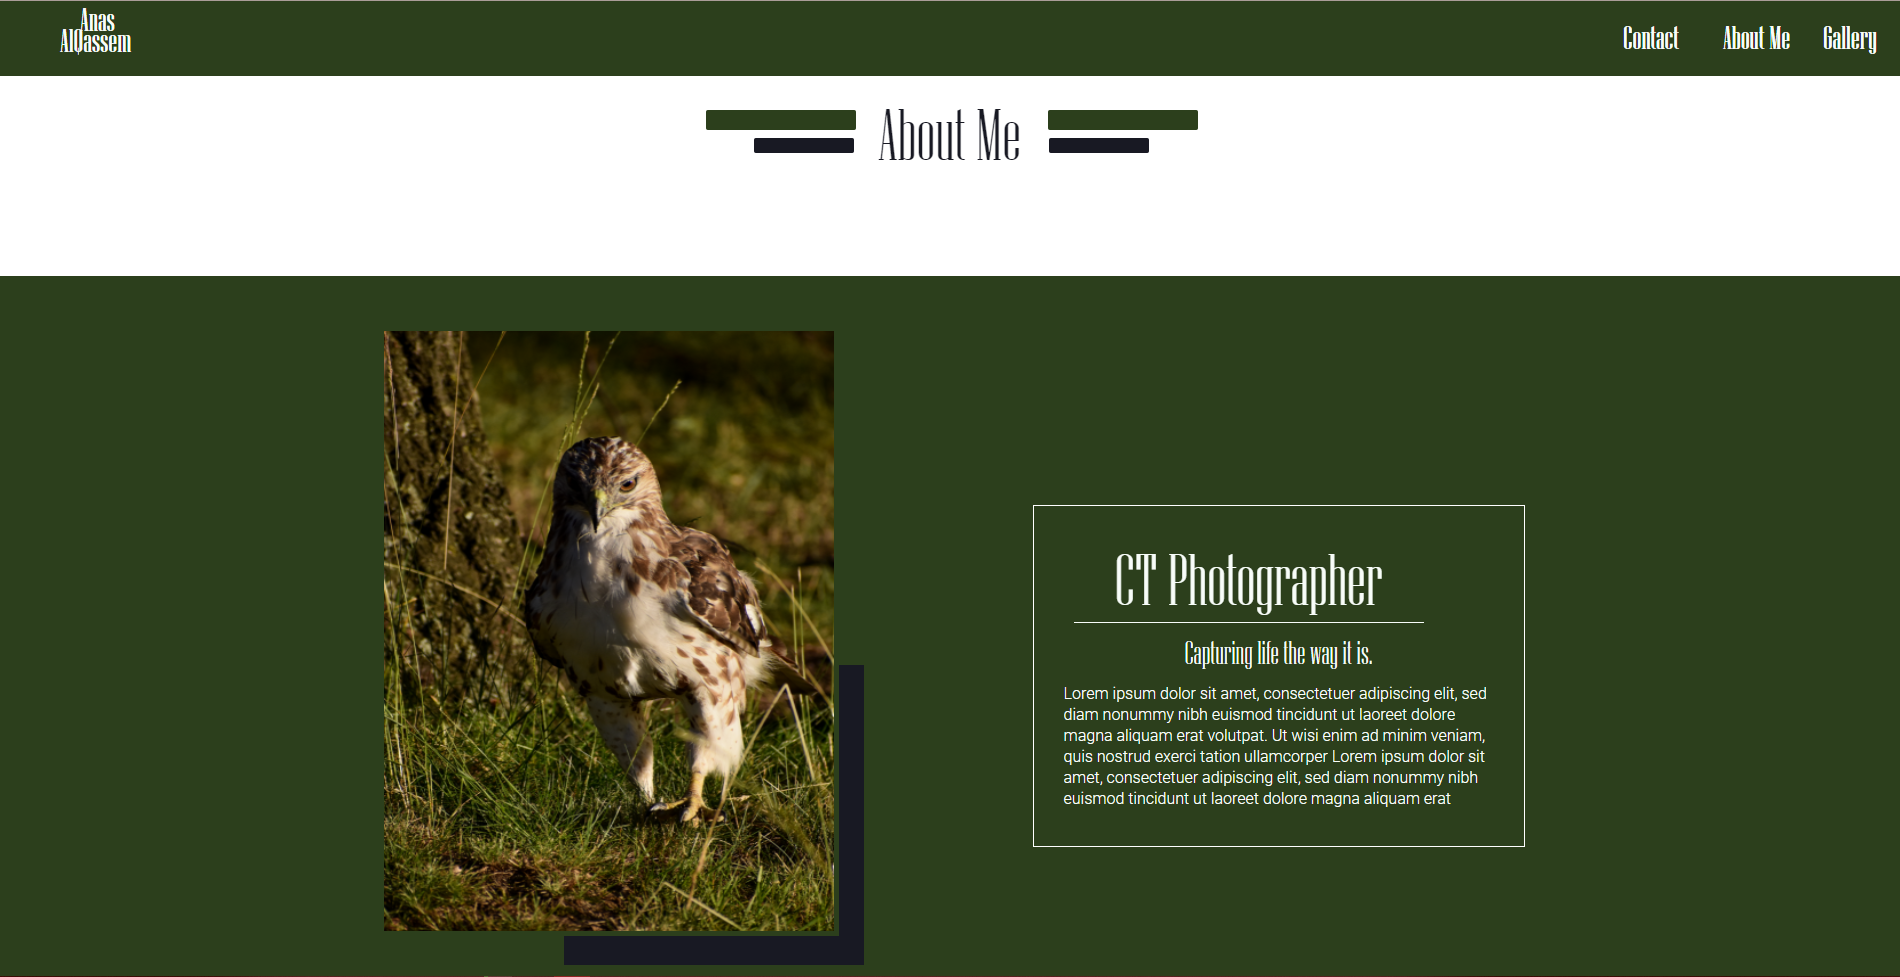 Anas
AlQassem
Contact
About Me
Gallery
About Me
CT Photographer
Capturing life the way it is.
Lorem ipsum dolor sit amet, consectetuer adipiscing elit, sed
diam nonummy nibh euismod tincidunt ut laoreet dolore
magna aliquam erat volutpat. Ut wisi enim ad minim veniam,
quis nostrud exerci tation ullamcorper Lorem ipsum dolor sit
amet, consectetuer adipiscing elit, sed diam nonummy nibh
euismod tincidunt ut laoreet dolore magna aliquam erat